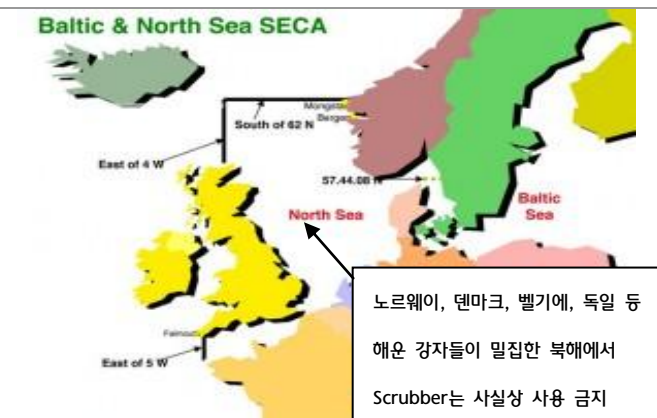 Baltic & North Sea SECA
Mongstad
Bergen
South of 62 N
East of 4 W
57.44.08 N
North Sea
Baltic
Sea
Falmouth
East of 5 W
노르웨이, 덴마크, 벨기에, 독일 등
해운 강자들이 밀집한 북해에서
Scrubber는 사실상 사용 금지